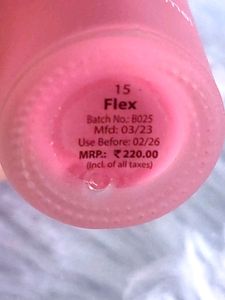 15
Flex
Batch No.: B025
Mfd: 03/23
Use Before: 02/26
MRP.: ₹ 220.00
(Incl. of all taxes)